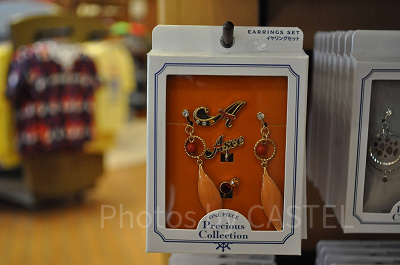 EARRINGS SET
イヤリングセット
A
Ace
ONE PIECE
Precious
Collection
Photos CASTEL